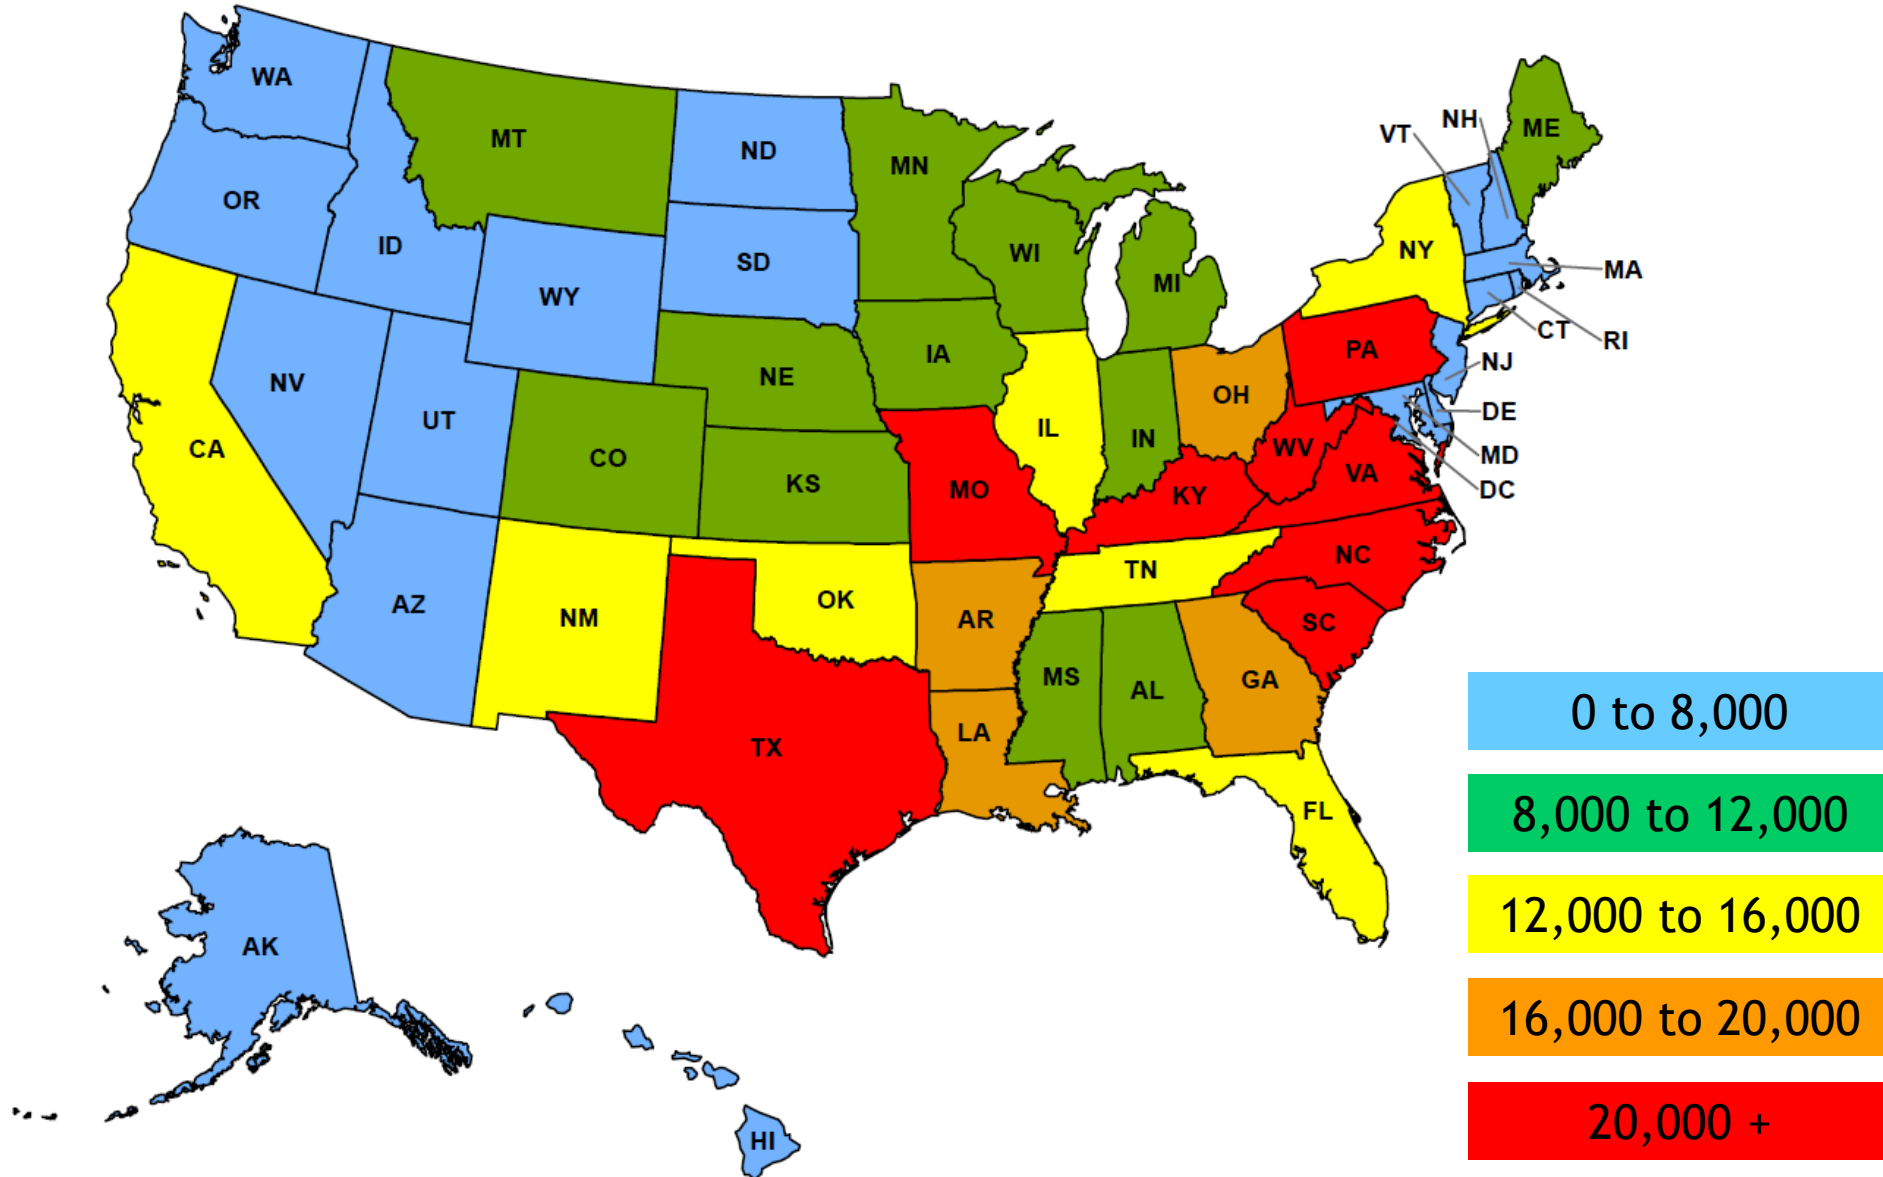 WA
MT
ND
MN
VT
NH
ME
OR
ID
SD
WI
MI
NY
MA
WY
CT
RI
NV
UT
NE
IA
PA
NJ
CA
CO
KS
MO
IL
IN
OH
WV
VA
DE
MD
DC
KY
AZ
NM
OK
AR
TN
NC
SC
TX
LA
MS
AL
GA
FL
AK
HI
0 to 8,000
8,000 to 12,000
12,000 to 16,000
16,000 to 20,000
20,000 +